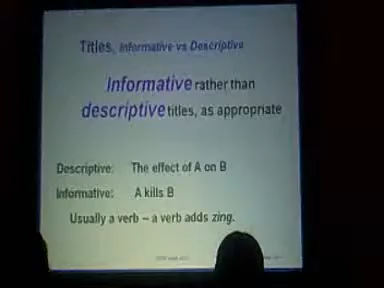 Titles, Informative vs Descriptive
Informative rather than
descriptive titles, as appropriate
Descriptive: The effect of A on B
Informative: A kills B
Usually a verb – a verb adds zing.